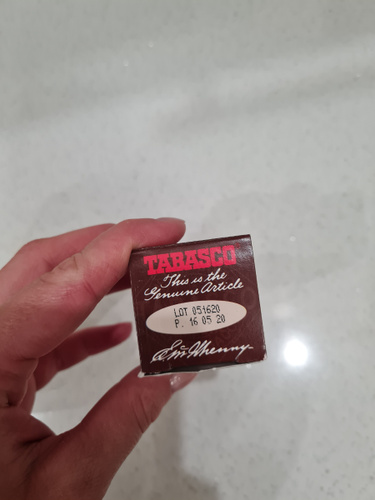 TABASCO
This is the
Genuine Article
LOT 051620
P. 16 05 20